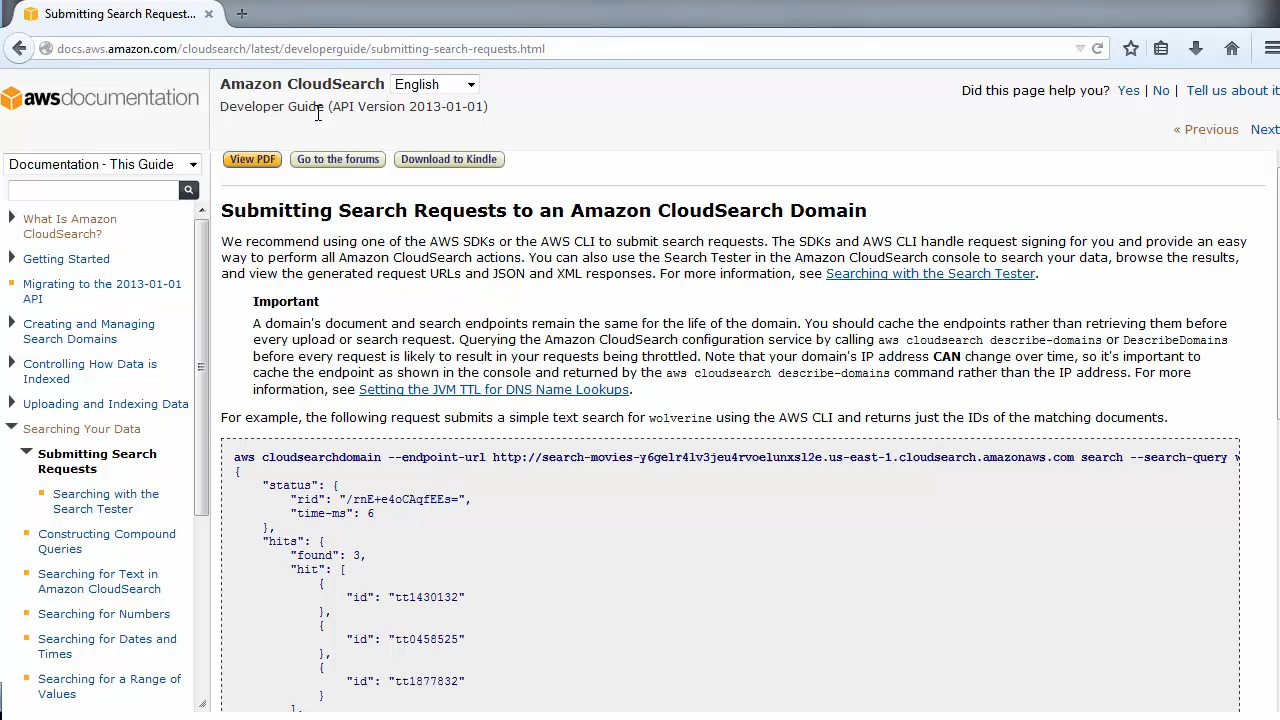 Submitting Search Request...
docs.aws.amazon.com/cloudsearch/latest/developerguide/submitting-search-requests.html
awsdocumentation
Amazon CloudSearch English
Developer Guide (API Version 2013-01-01)
Did this page help you? Yes | No | Tell us about it
« Previous Next
Documentation - This Guide
View PDF Go to the forums Download to Kindle
What Is Amazon
CloudSearch?
Getting Started
Migrating to the 2013-01-01
API
Creating and Managing
Search Domains
Controlling How Data is
Indexed
Uploading and Indexing Data
Searching Your Data
Submitting Search
Requests
Searching with the
Search Tester
Constructing Compound
Queries
Searching for Text in
Amazon CloudSearch
Searching for Numbers
Searching for Dates and
Times
Searching for a Range of
Values
Submitting Search Requests to an Amazon CloudSearch Domain
We recommend using one of the AWS SDKs or the AWS CLI to submit search requests. The SDKs and AWS CLI handle request signing for you and provide an easy
way to perform all Amazon CloudSearch actions. You can also use the Search Tester in the Amazon CloudSearch console to search your data, browse the results,
and view the generated request URLs and JSON and XML responses. For more information, see Searching with the Search Tester.
Important
A domain's document and search endpoints remain the same for the life of the domain. You should cache the endpoints rather than retrieving them before
every upload or search request. Querying the Amazon CloudSearch configuration service by calling aws cloudsearch describe-domains or DescribeDomains
before every request is likely to result in your requests being throttled. Note that your domain's IP address CAN change over time, so it's important to
cache the endpoint as shown in the console and returned by the aws cloudsearch describe-domains command rather than the IP address. For more
information, see Setting the JVM TTL for DNS Name Lookups.
For example, the following request submits a simple text search for wolverine using the AWS CLI and returns just the IDs of the matching documents.
aws cloudsearchdomain --endpoint-url http://search-movies-y6gelr4lv3jeu4rvoelunxsl2e.us-east-1.cloudsearch.amazonaws.com search --search-query
{
"status": {
"rid": "/rnE+e4oCAqfEEs=",
"time-ms": 6
},
"hits": {
"found": 3,
"hit": [
{
"id": "tt1430132"
},
{
"id": "tt0458525"
},
{
"id": "tt1877832"
}
],